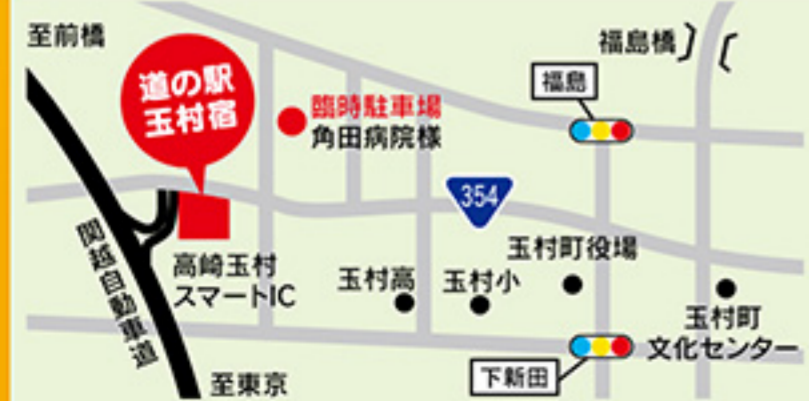 至前橋
道の駅
玉村宿
臨時駐車場
角田病院様
福島橋
福島
354
関越自動車道
高崎玉村
スマートIC
玉村高
玉村小
玉村町役場
玉村町
文化センター
下新田
至東京